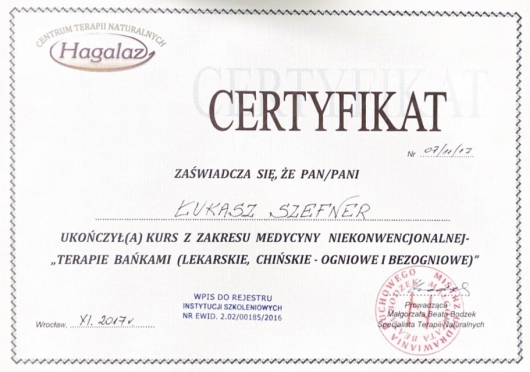 CENTRUM TERAPII NATURALNYCH
Hagalaz
CERTYFIKAT
Nr 07/11/17
ZAŚWIADCZA SIĘ, ŻE PAN/PANI
ŁUKASZ SZEFNER
UKOŃCZYŁ(A) KURS Z ZAKRESU MEDYCYNY NIEKONWENCJONALNEJ-
„TERAPIE BAŃKAMI (LEKARSKIE, CHIŃSKIE - OGNIOWE I BEZOGNIOWE)”
WPIS DO REJESTRU
INSTYTUCJI SZKOLENIOWYCH
NR EWID. 2.02/00185/2016
Prowadząca
Małgorzata Beata Bodzek
Specjalista Terapii Naturalnych
Wrocław, XI. 2017r